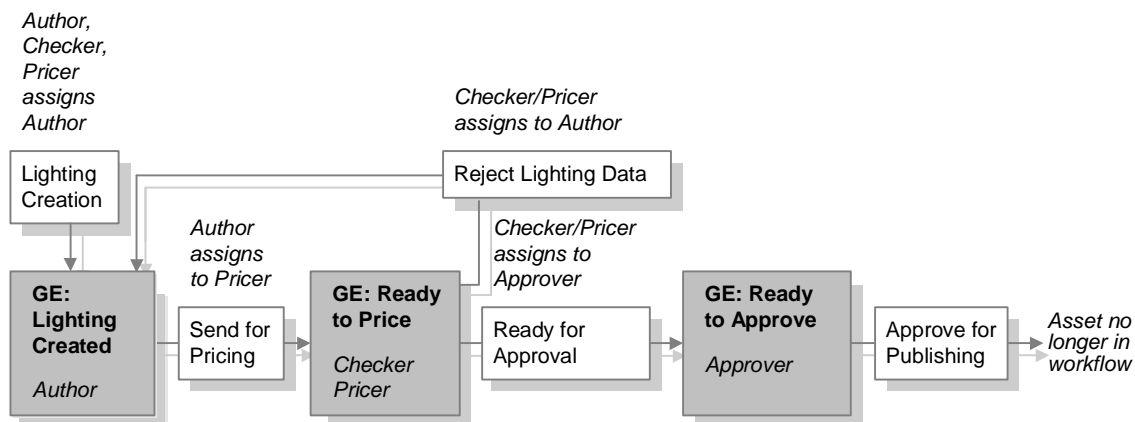 Author,
Checker,
Pricer
assigns
Author
Checker/Pricer
assigns to Author
Lighting
Creation
Reject Lighting Data
Author
assigns
to Pricer
Checker/Pricer
assigns to
Approver
GE:
Lighting
Created
Author
Send for
Pricing
GE: Ready
to Price
Checker
Pricer
Ready for
Approval
GE: Ready
to Approve
Approver
Approve for
Publishing
Asset no
longer in
workflow